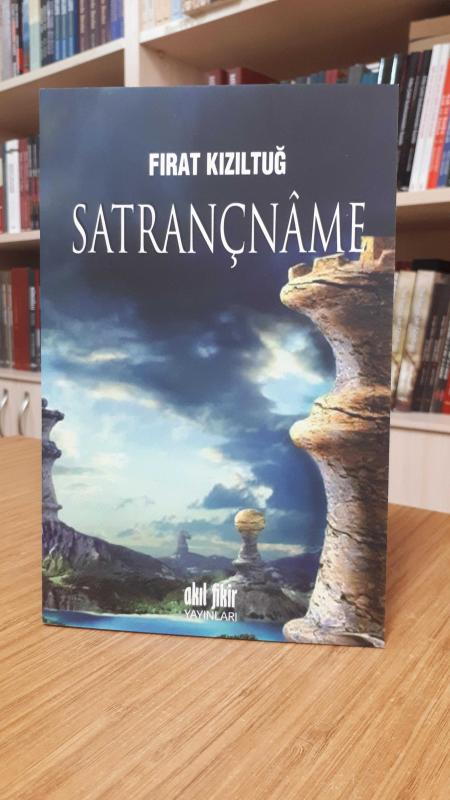 FIRAT KIZILTUĞ
SATRANÇNÂME
akıl fikir
YAYINLARI